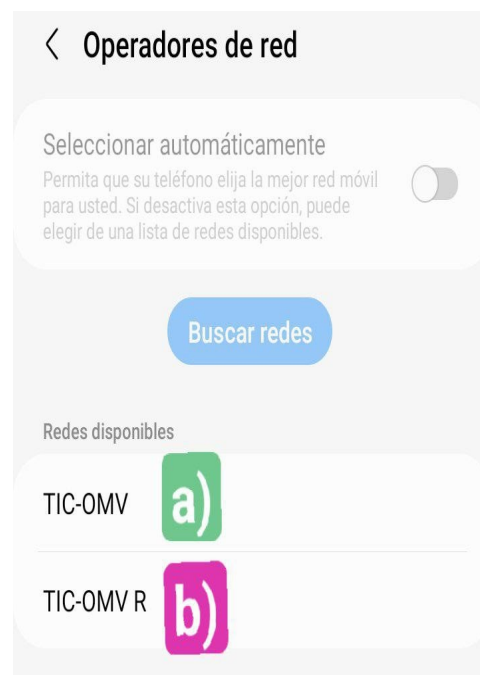 Operadores de red
Seleccionar automáticamente
Permita que su teléfono elija la mejor red móvil
para usted. Si desactiva esta opción, puede
elegir de una lista de redes disponibles.
Buscar redes
Redes disponibles
TIC-OMV a)
TIC-OMV R b)